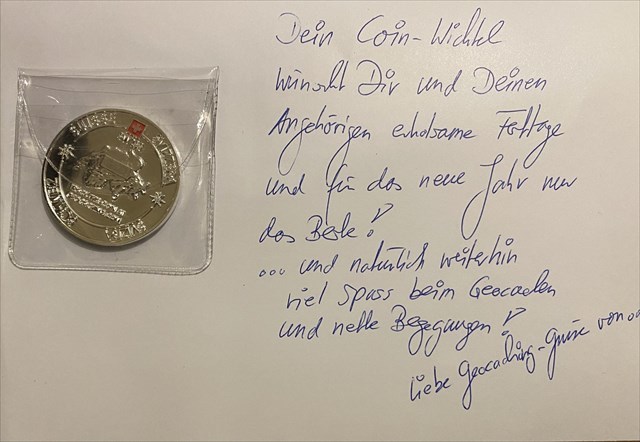 Dein Coin-Wichtel
wünscht Dir und Deinen
Angehörigen erholsame Festtage
und für das neue Jahr nur
das Beste!
... und natürlich weiterhin
viel Spass beim Geocachen
und nette Begegnungen!
liebe Geocaching-Grüsse von